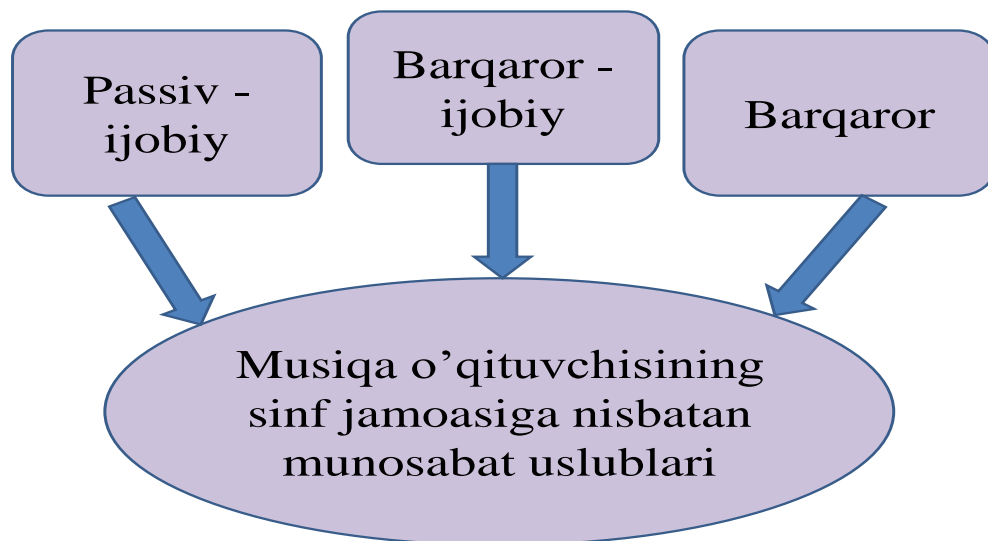 Passiv -
ijobiy
Barqaror -
ijobiy
Barqaror
Musiqa o’qituvchisining
sinf jamoasiga nisbatan
munosabat uslublari